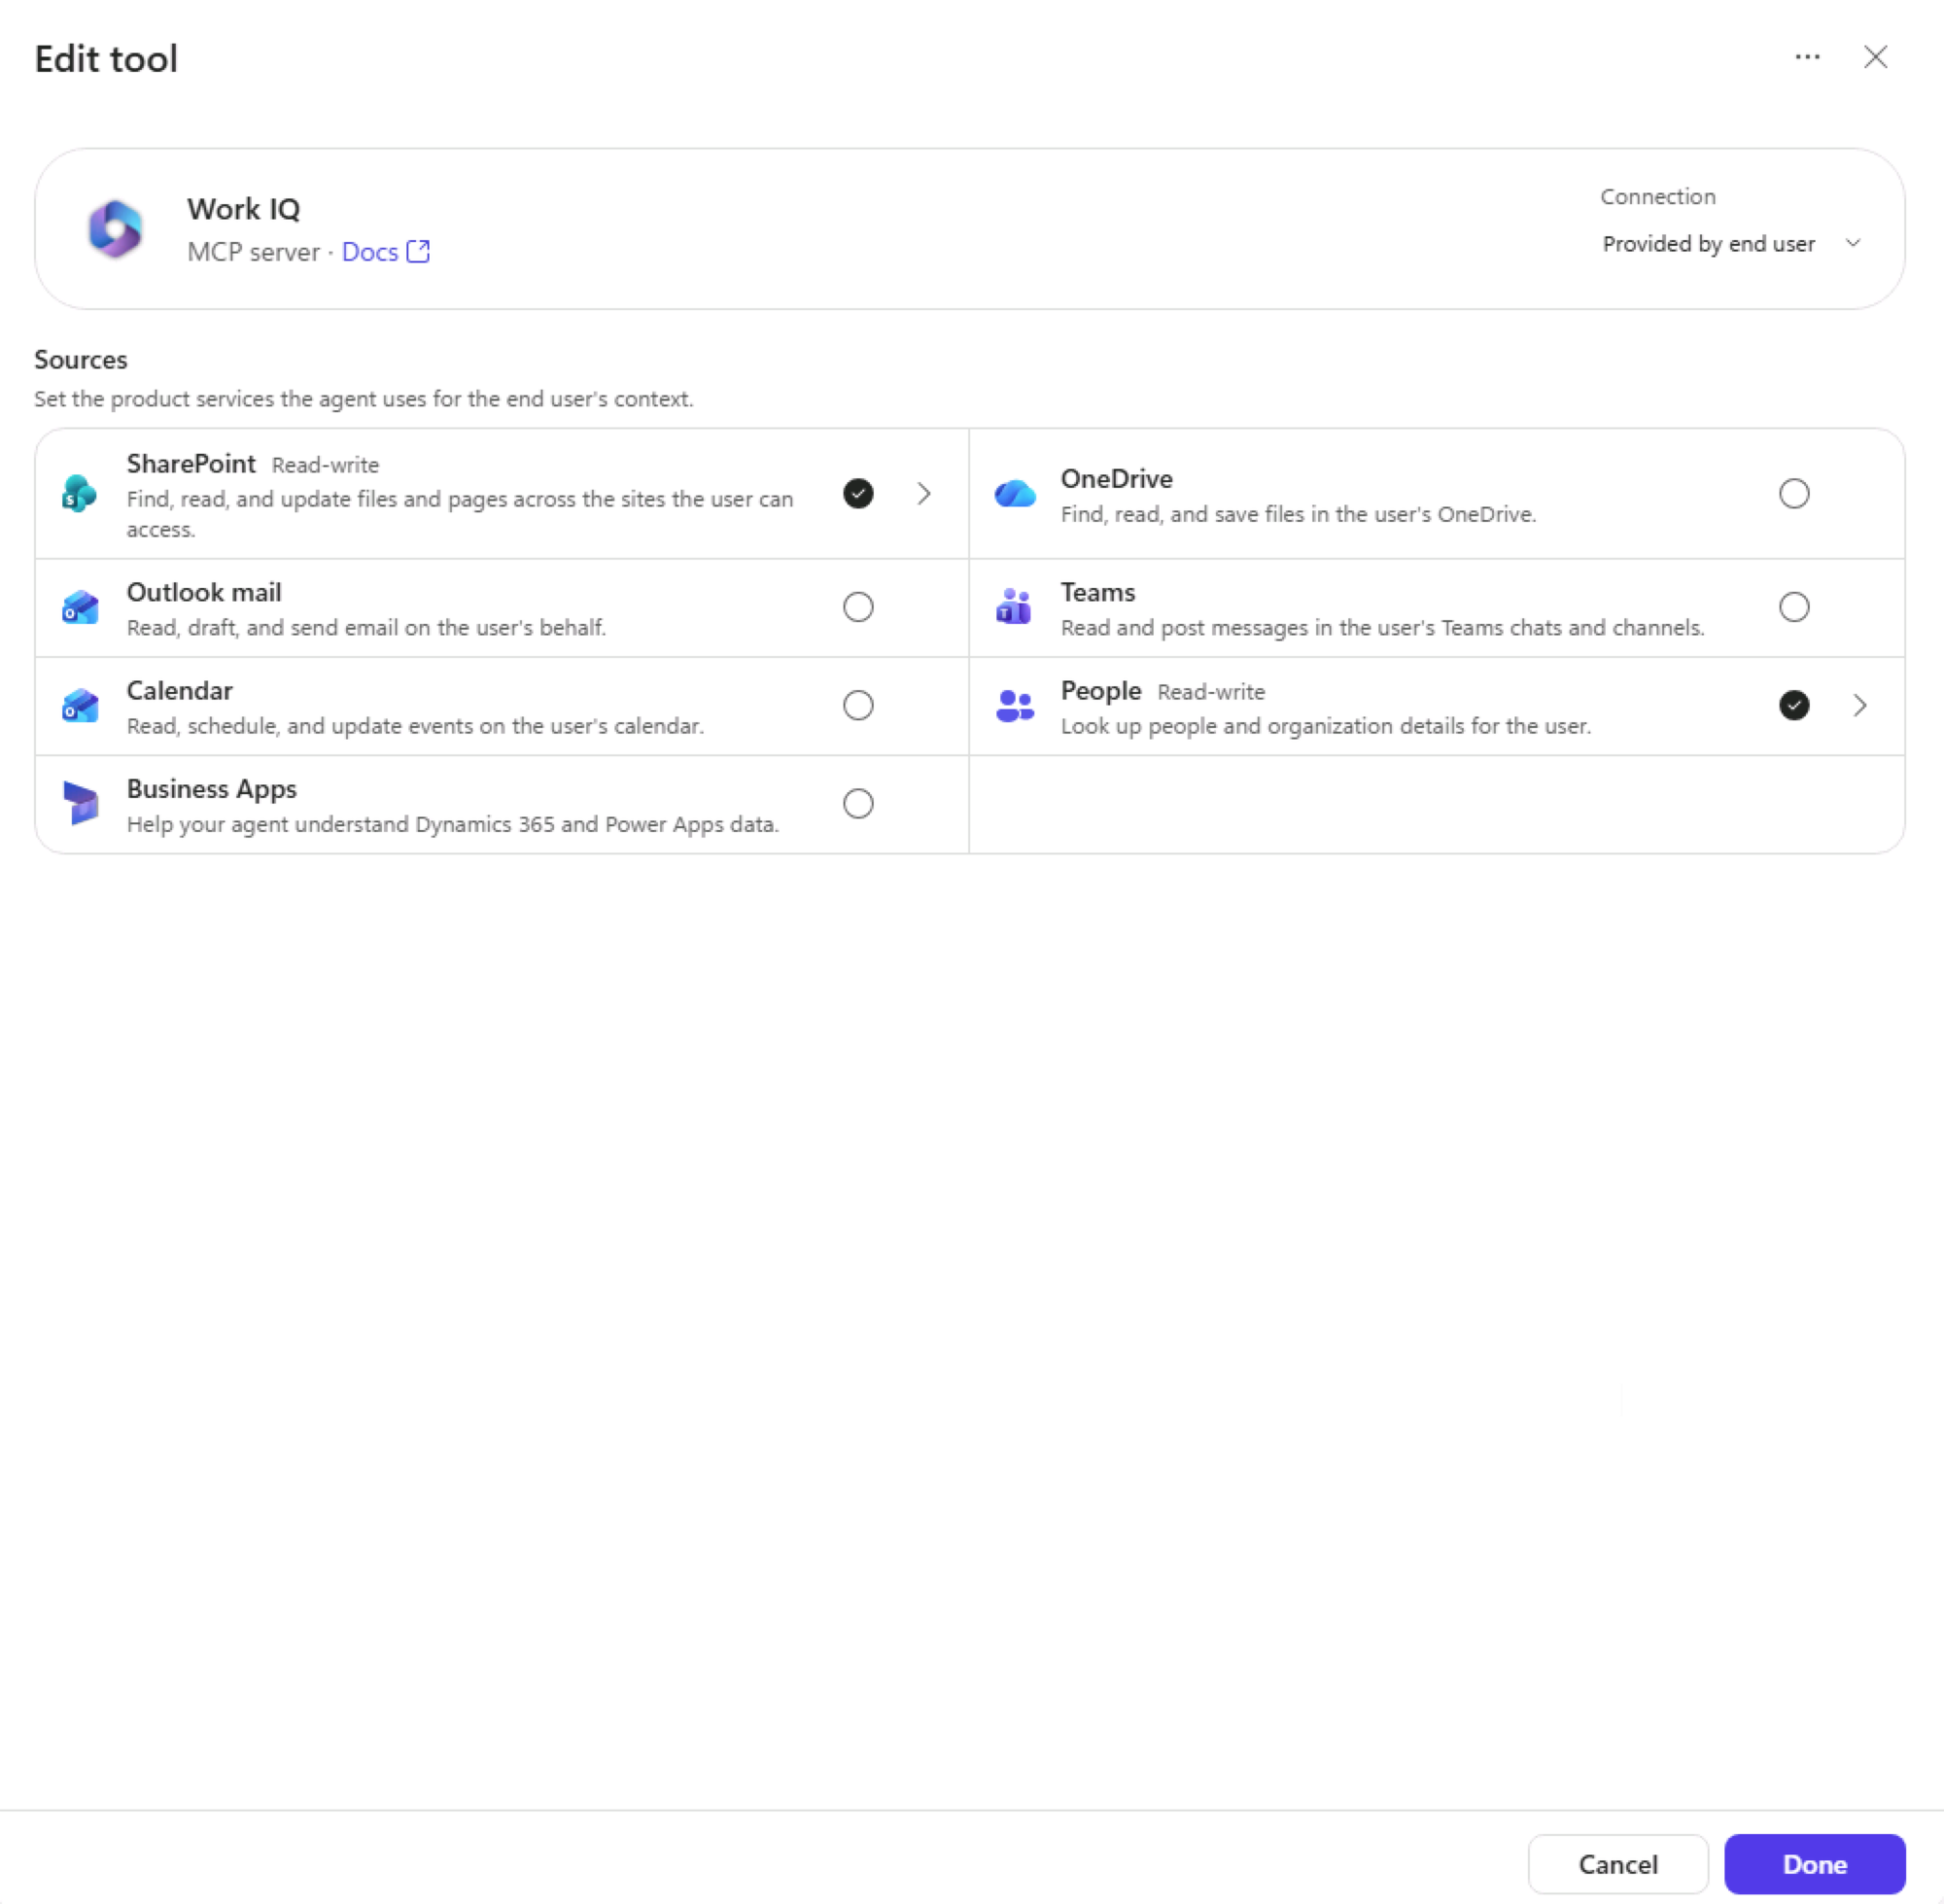 Edit tool
Work IQ
MCP server · Docs
Connection
Provided by end user
Sources
Set the product services the agent uses for the end user's context.
SharePoint Read-write
Find, read, and update files and pages across the sites the user can
access.
OneDrive
Find, read, and save files in the user's OneDrive.
Outlook mail
Read, draft, and send email on the user's behalf.
Teams
Read and post messages in the user's Teams chats and channels.
Calendar
Read, schedule, and update events on the user's calendar.
People Read-write
Look up people and organization details for the user.
Business Apps
Help your agent understand Dynamics 365 and Power Apps data.
Cancel
Done